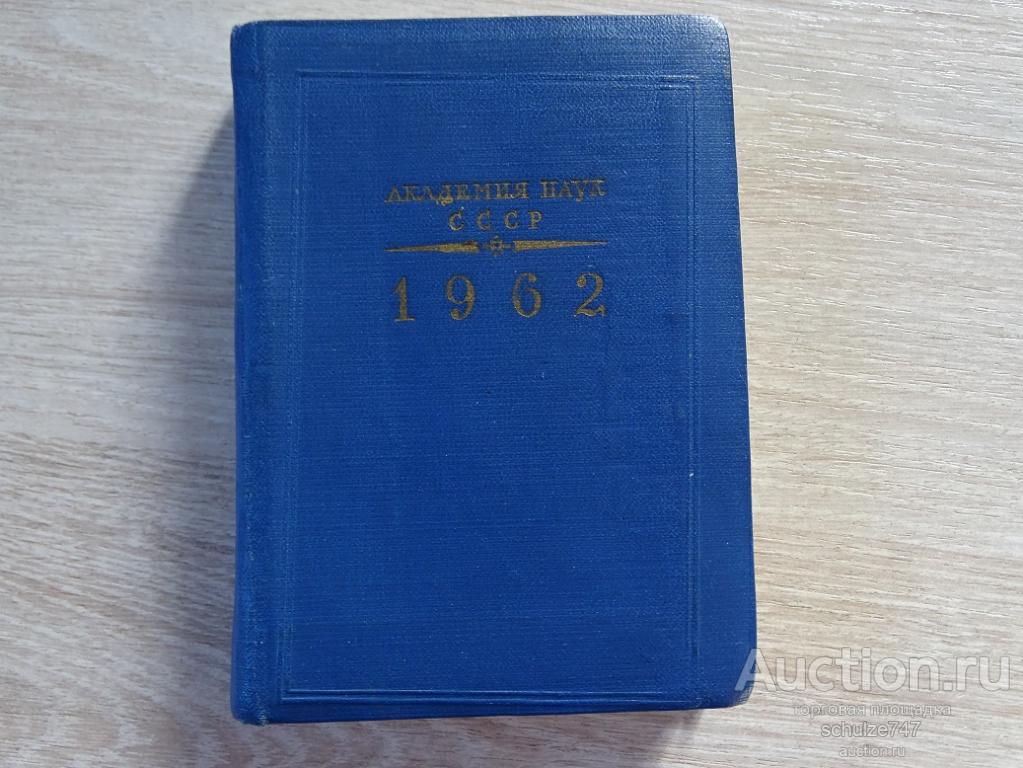 АКАДЕМИЯ НАУК
СССР
1962
Auction.ru
торговая площадка
schulze747
auction.ru